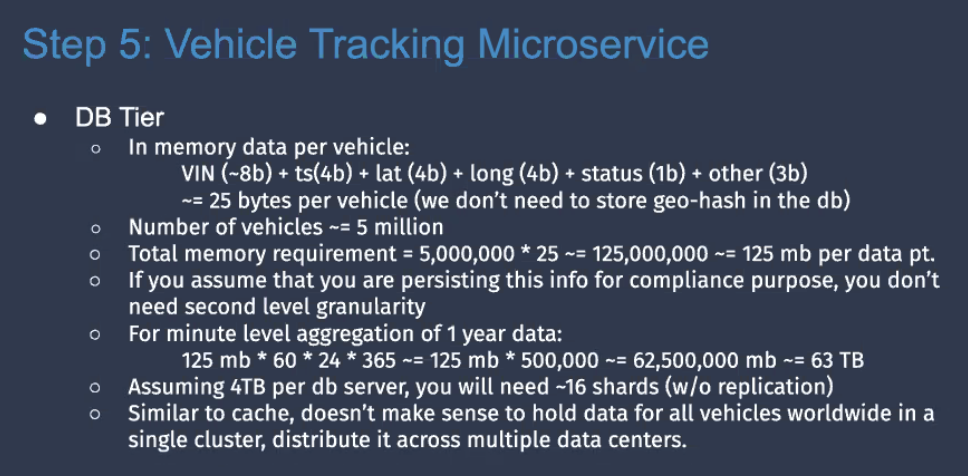 Step 5: Vehicle Tracking Microservice
● DB Tier
○ In memory data per vehicle:
VIN (~8b) + ts(4b) + lat (4b) + long (4b) + status (1b) + other (3b)
~= 25 bytes per vehicle (we don’t need to store geo-hash in the db)
○ Number of vehicles ~= 5 million
○ Total memory requirement = 5,000,000 * 25 ~= 125,000,000 ~= 125 mb per data pt.
○ If you assume that you are persisting this info for compliance purpose, you don’t
need second level granularity
○ For minute level aggregation of 1 year data:
125 mb * 60 * 24 * 365 ~= 125 mb * 500,000 ~= 62,500,000 mb ~= 63 TB
○ Assuming 4TB per db server, you will need ~16 shards (w/o replication)
○ Similar to cache, doesn’t make sense to hold data for all vehicles worldwide in a
single cluster, distribute it across multiple data centers.